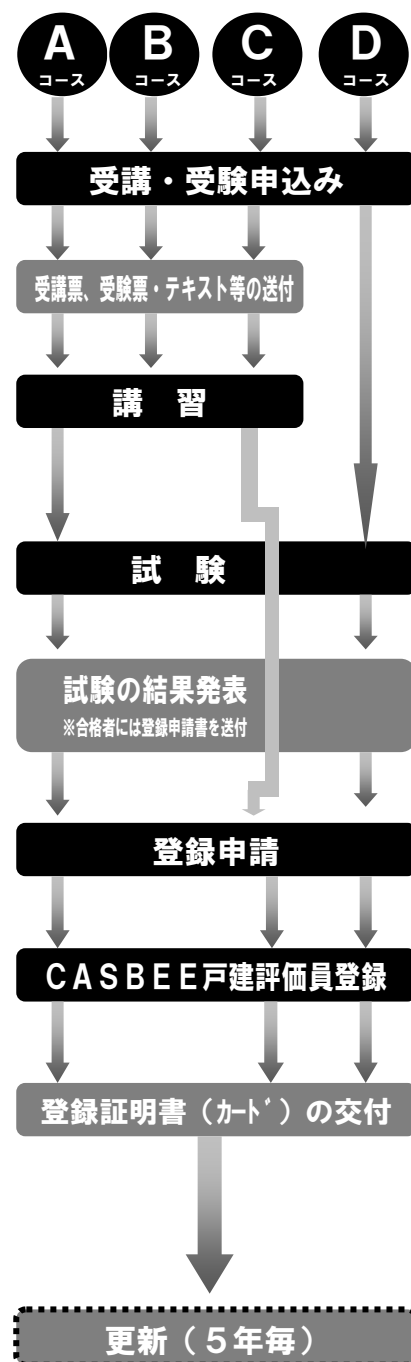 A B C D
コース コース コース コース
受講・受験申込み
受講票、受験票・テキスト等の送付
講 習
試 験
試験の結果発表
※合格者には登録申請書を送付
登録申請
ＣＡＳＢＥＥ戸建評価員登録
登録証明書（ｶｰﾄﾞ）の交付
更新（５年毎）